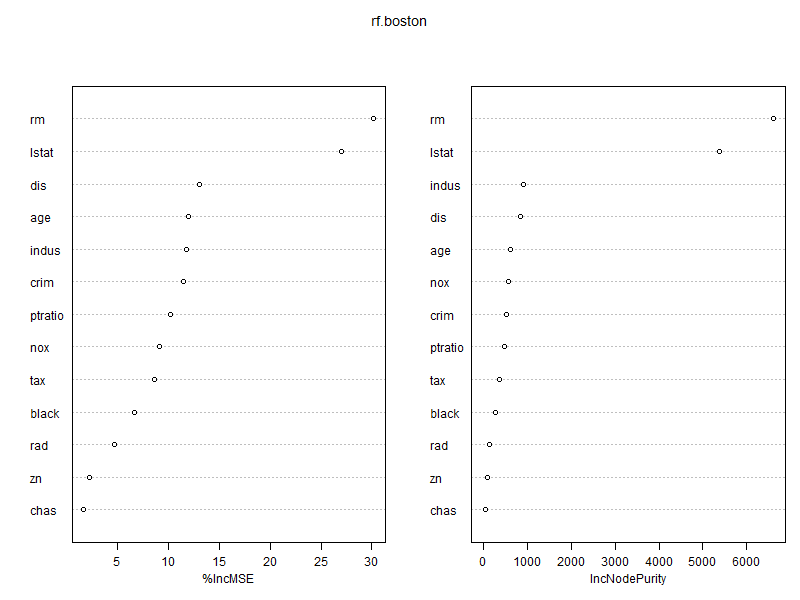 rf.boston
rm
lstat
dis
age
indus
crim
ptratio
nox
tax
black
rad
zn
chas
5 10 15 20 25 30
%IncMSE
rm
lstat
indus
dis
age
nox
crim
ptratio
tax
black
rad
zn
chas
0 1000 2000 3000 4000 5000 6000
IncNodePurity